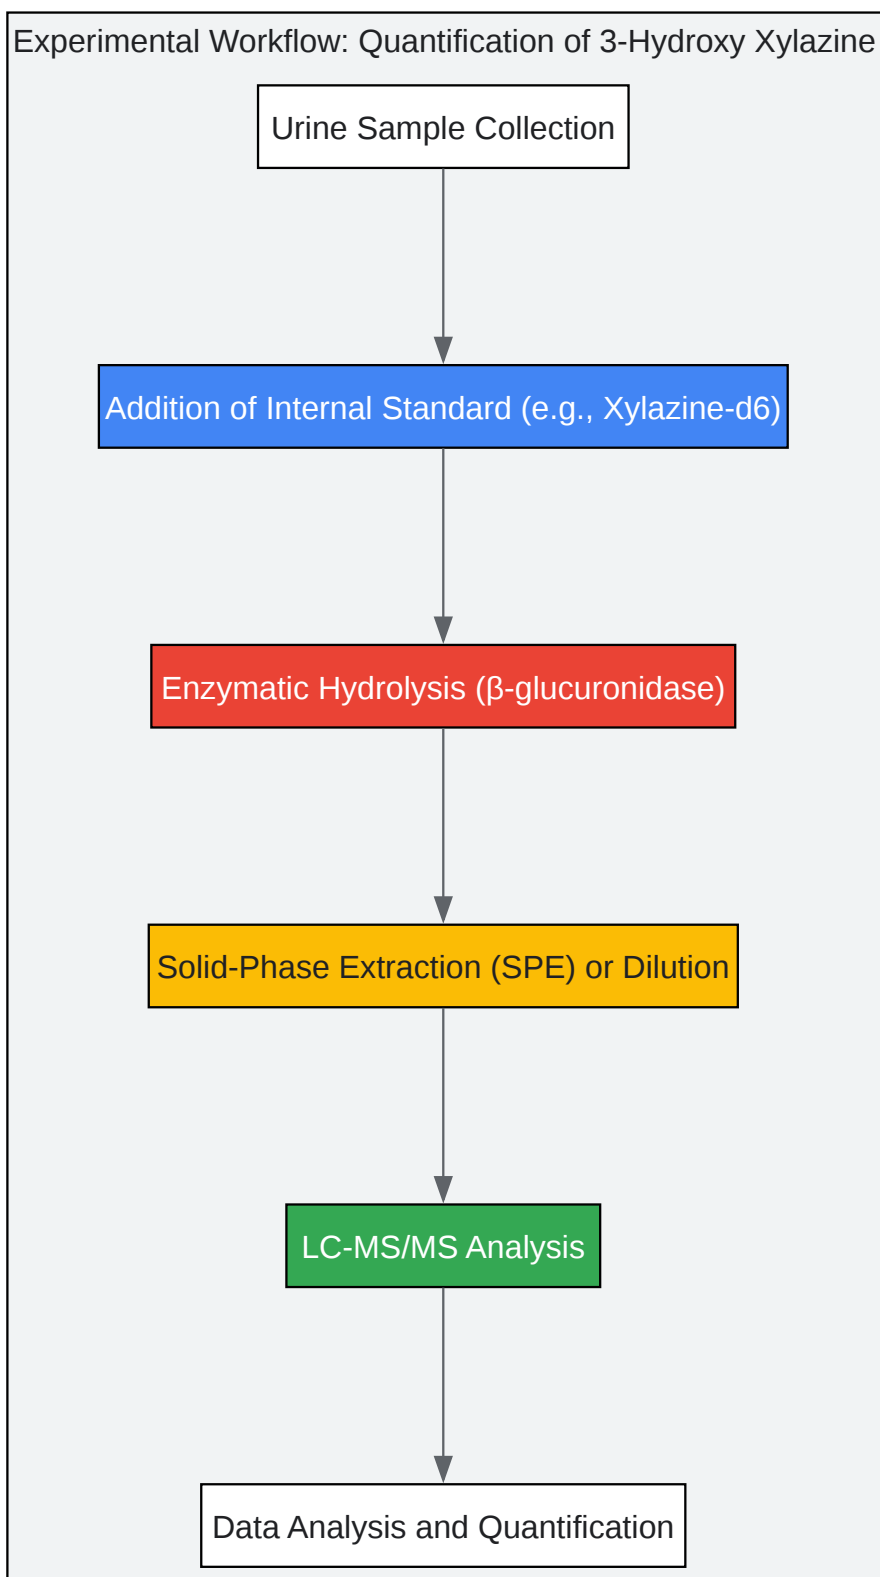 Experimental Workflow: Quantification of 3-Hydroxy Xylazine
Urine Sample Collection
Addition of Internal Standard (e.g., Xylazine-d6)
Enzymatic Hydrolysis (β-glucuronidase)
Solid-Phase Extraction (SPE) or Dilution
LC-MS/MS Analysis
Data Analysis and Quantification